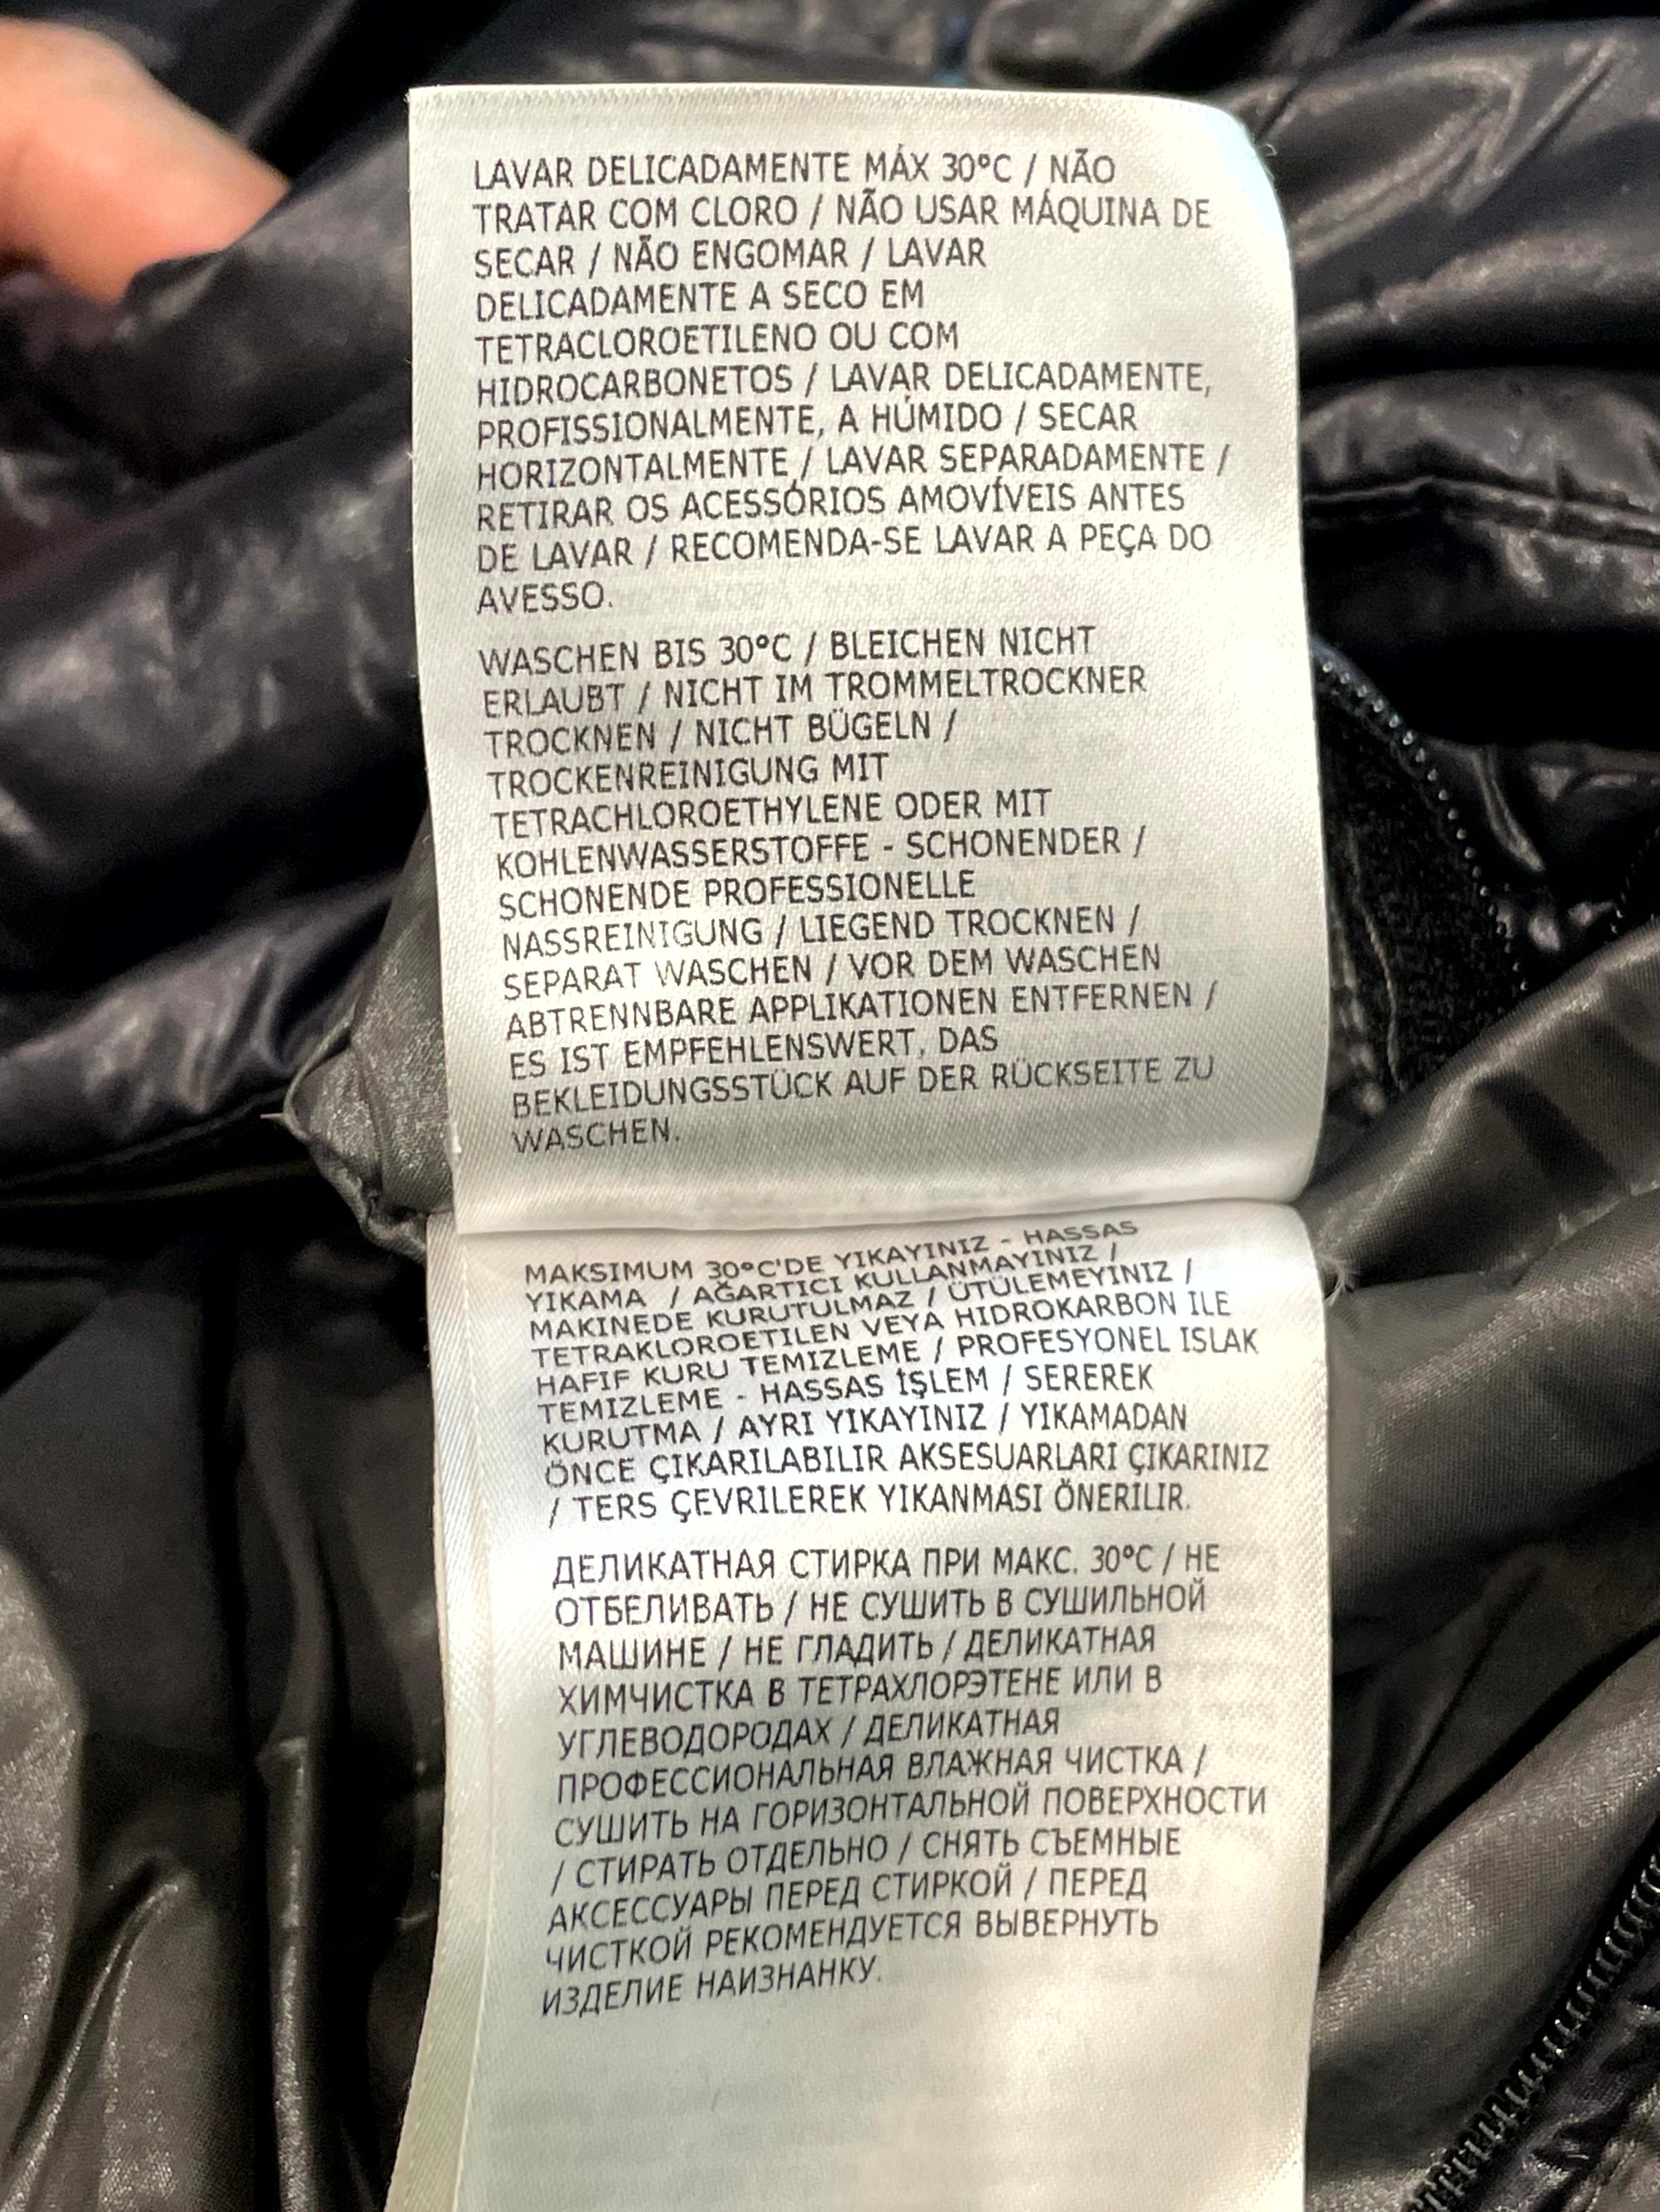 LAVAR DELICADAMENTE MÁX 30ºC / NÃO
TRATAR COM CLORO / NÃO USAR MÁQUINA DE
SECAR / NÃO ENGOMAR / LAVAR
DELICADAMENTE A SECO EM
TETRACLOROETILENO OU COM
HIDROCARBONETOS / LAVAR DELICADAMENTE,
PROFISSIONALMENTE, A HÚMIDO / SECAR
HORIZONTALMENTE / LAVAR SEPARADAMENTE /
RETIRAR OS ACESSÓRIOS AMOVÍVEIS ANTES
DE LAVAR / RECOMENDA-SE LAVAR A PEÇA DO
AVESSO.
WASCHEN BIS 30ºC / BLEICHEN NICHT
ERLAUBT / NICHT IM TROMMELTROCKNER
TROCKNEN / NICHT BÜGELN /
TROCKENREINIGUNG MIT
TETRACHLOROETHYLENE ODER MIT
KOHLENWASSERSTOFFE - SCHONENDER /
SCHONENDE PROFESSIONELLE
NASSREINIGUNG / LIEGEND TROCKNEN /
SEPARAT WASCHEN / VOR DEM WASCHEN
ABTRENNBARE APPLIKATIONEN ENTFERNEN /
ES IST EMPFEHLENSWERT, DAS
BEKLEIDUNGSSTÜCK AUF DER RÜCKSEITE ZU
WASCHEN.
MAKSIMUM 30ºC'DE YIKAYINIZ - HASSAS
YIKAMA / AĞARTICI KULLANMAYINIZ /
MAKINEDE KURUTULMAZ / ÜTÜLEMEYINIZ /
TETRAKLOROETILEN VEYA HIDROKARBON ILE
HAFIF KURU TEMIZLEME / PROFESYONEL ISLAK
TEMIZLEME - HASSAS İŞLEM / SEREREK
KURUTMA / AYRI YIKAYINIZ / YIKAMADAN
ÖNCE ÇIKARILABILIR AKSESUARLARI ÇIKARINIZ
/ TERS ÇEVRILEREK YIKANMASI ÖNERILIR.
ДЕЛИКАТНАЯ СТИРКА ПРИ МАКС. 30ºC / НЕ
ОТБЕЛИВАТЬ / НЕ СУШИТЬ В СУШИЛЬНОЙ
МАШИНЕ / НЕ ГЛАДИТЬ / ДЕЛИКАТНАЯ
ХИМЧИСТКА В ТЕТРАХЛОРЭТЕНЕ ИЛИ В
УГЛЕВОДОРОДАХ / ДЕЛИКАТНАЯ
ПРОФЕССИОНАЛЬНАЯ ВЛАЖНАЯ ЧИСТКА /
СУШИТЬ НА ГОРИЗОНТАЛЬНОЙ ПОВЕРХНОСТИ
/ СТИРАТЬ ОТДЕЛЬНО / СНЯТЬ СЪЕМНЫЕ
АКСЕССУАРЫ ПЕРЕД СТИРКОЙ / ПЕРЕД
ЧИСТКОЙ РЕКОМЕНДУЕТСЯ ВЫВЕРНУТЬ
ИЗДЕЛИЕ НАИЗНАНКУ.